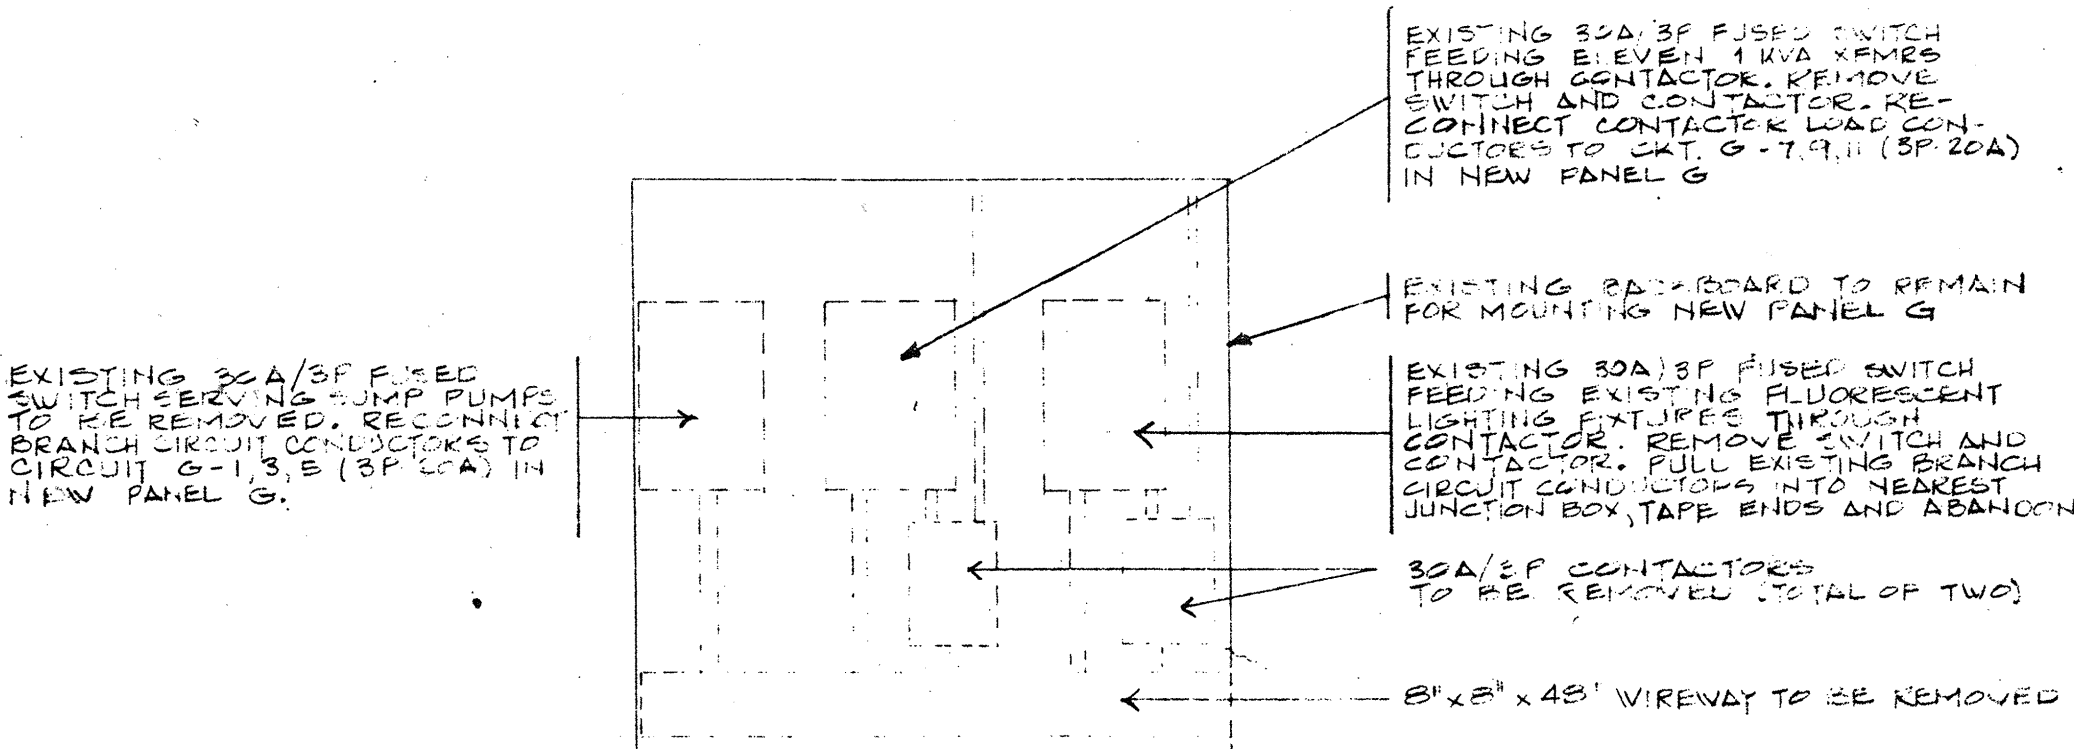 EXISTING 30A/3P FUSED SWITCH
FEEDING ELEVEN 1 KVA XFMRS
THROUGH CONTACTOR. REMOVE
SWITCH AND CONTACTOR. RE-
CONNECT CONTACTOR LOAD CON-
DUCTORS TO CKT. G-7,9,11 (3P-20A)
IN NEW PANEL G
EXISTING BACKBOARD TO REMAIN
FOR MOUNTING NEW PANEL G
EXISTING 30A/3P FUSED
SWITCH SERVING SUMP PUMPS
TO BE REMOVED. RECONNECT
BRANCH CIRCUIT CONDUCTORS TO
CIRCUIT G-1,3,5 (3P-20A) IN
NEW PANEL G.
EXISTING 30A/3P FUSED SWITCH
FEEDING EXISTING FLUORESCENT
LIGHTING FIXTURES THROUGH
CONTACTOR. REMOVE SWITCH AND
CONTACTOR. PULL EXISTING BRANCH
CIRCUIT CONDUCTORS INTO NEAREST
JUNCTION BOX, TAPE ENDS AND ABANDON
30A/3P CONTACTORS
TO BE REMOVED (TOTAL OF TWO)
8" x 8" x 48' WIREWAY TO BE REMOVED